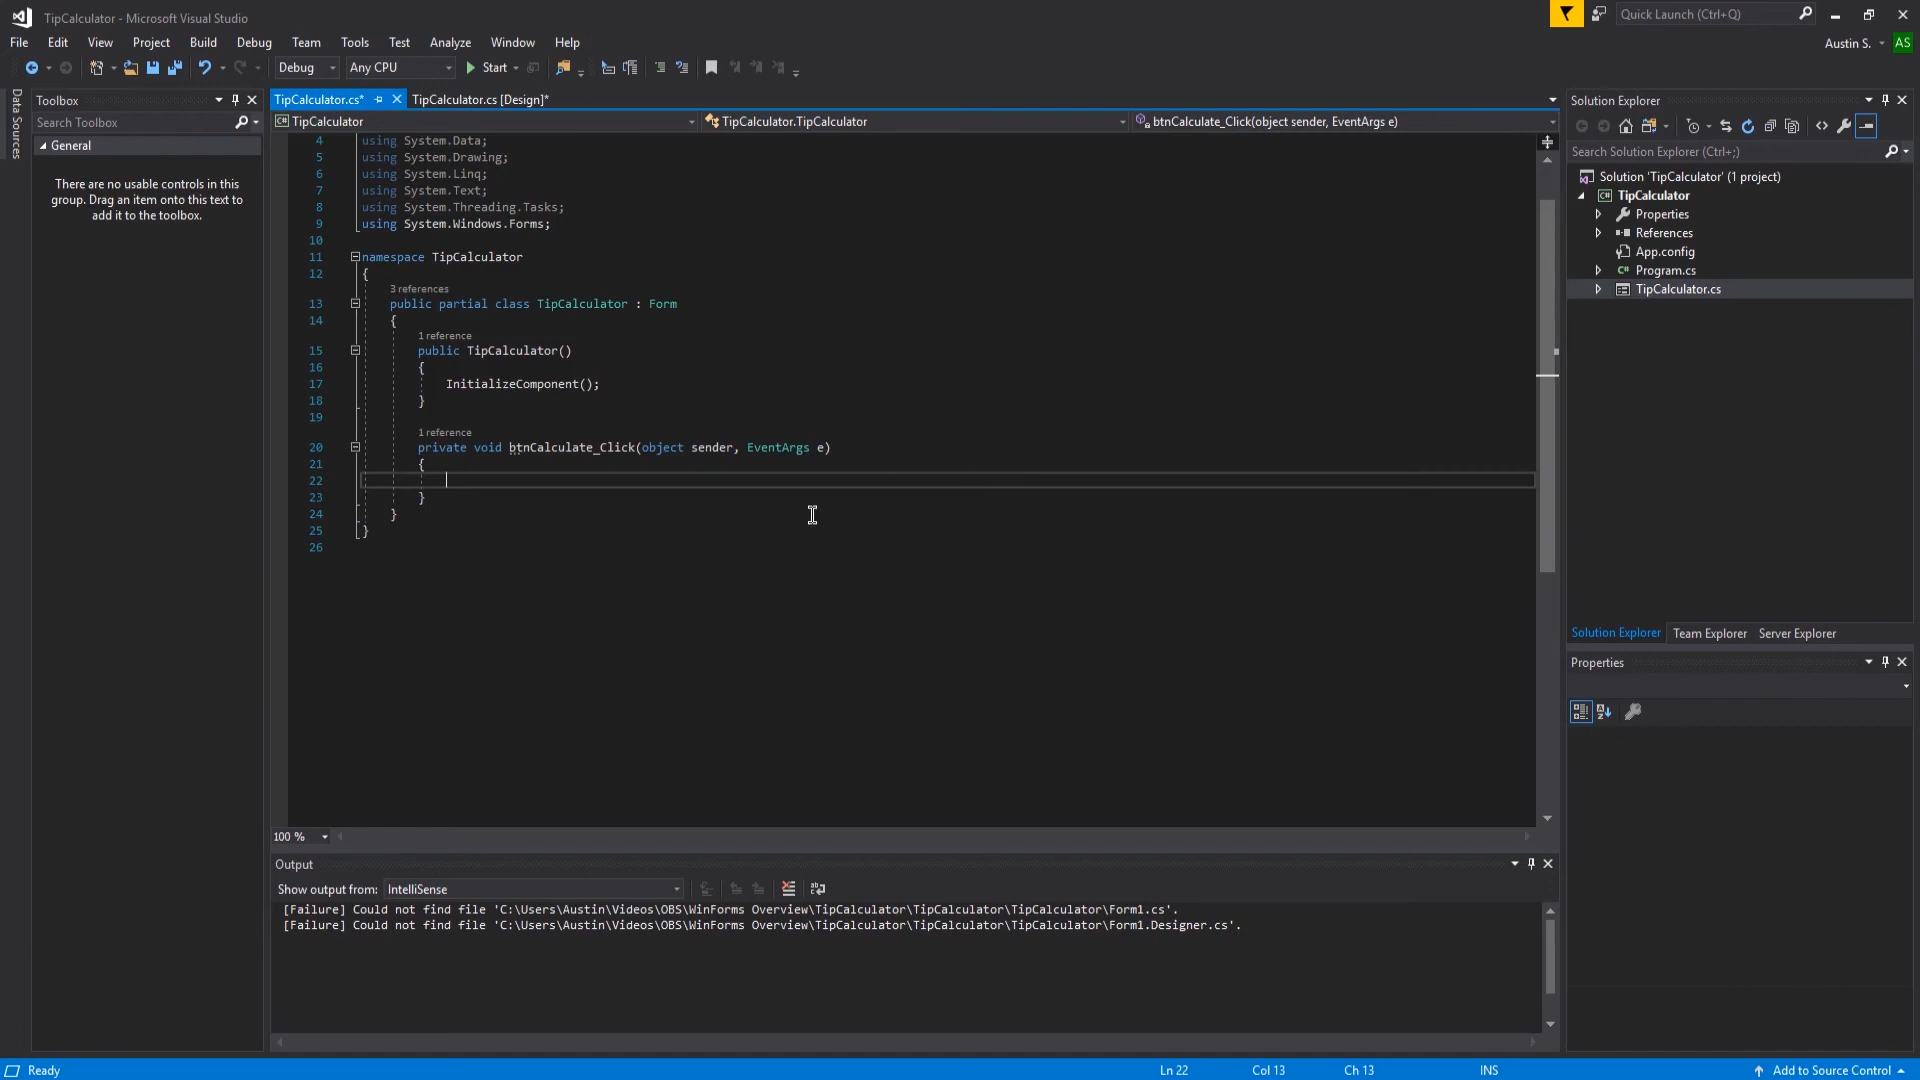 TipCalculator - Microsoft Visual Studio
Quick Launch (Ctrl+Q)
File Edit View Project Build Debug Team Tools Test Analyze Window Help
Austin S. AS
Debug Any CPU Start
Data Sources
Toolbox
Search Toolbox
General
There are no usable controls in this
group. Drag an item onto this text to
add it to the toolbox.
TipCalculator.cs* TipCalculator.cs [Design]*
TipCalculator TipCalculator.TipCalculator btnCalculate_Click(object sender, EventArgs e)
4 using System.Data;
5 using System.Drawing;
6 using System.Linq;
7 using System.Text;
8 using System.Threading.Tasks;
9 using System.Windows.Forms;
10
11 namespace TipCalculator
12 {
3 references
13 public partial class TipCalculator : Form
14 {
1 reference
15 public TipCalculator()
16 {
17 InitializeComponent();
18 }
19
1 reference
20 private void btnCalculate_Click(object sender, EventArgs e)
21 {
22
23 }
24 }
25 }
26
100 %
Output
Show output from: IntelliSense
[Failure] Could not find file 'C:\Users\Austin\Videos\OBS\WinForms Overview\TipCalculator\TipCalculator\TipCalculator\Form1.cs'.
[Failure] Could not find file 'C:\Users\Austin\Videos\OBS\WinForms Overview\TipCalculator\TipCalculator\TipCalculator\Form1.Designer.cs'.
Solution Explorer
Search Solution Explorer (Ctrl+;)
Solution 'TipCalculator' (1 project)
C# TipCalculator
Properties
References
App.config
C# Program.cs
TipCalculator.cs
Solution Explorer Team Explorer Server Explorer
Properties
Ready Ln 22 Col 13 Ch 13 INS Add to Source Control